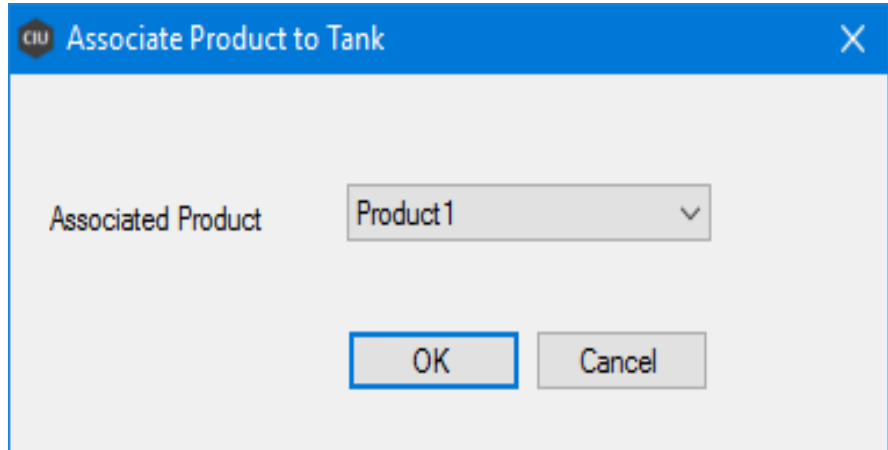 CIU Associate Product to Tank
Associated Product Product1
OK Cancel